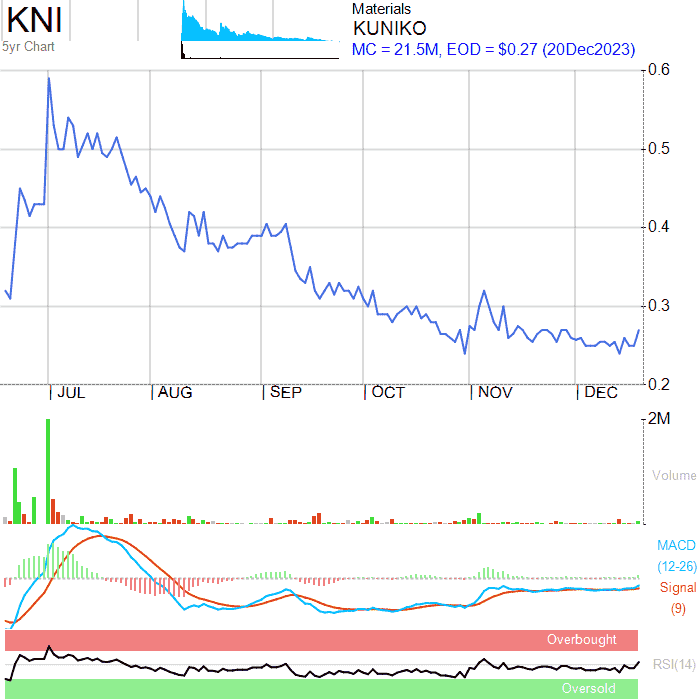 KNI
5yr Chart
Materials
KUNIKO
MC = 21.5M, EOD = $0.27 (20Dec2023)
0.6
0.5
0.4
0.3
0.2
JUL AUG SEP OCT NOV DEC
2M
Volume
MACD
(12-26)
Signal
(9)
Overbought
RSI(14)
Oversold